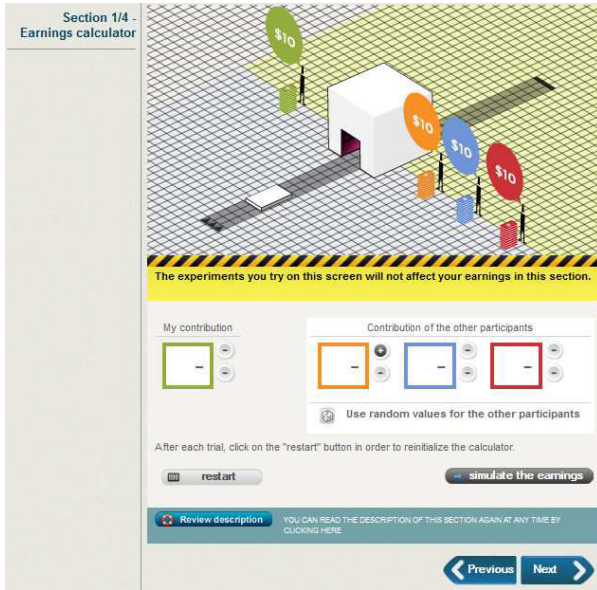 Section 1/4 -
Earnings calculator
$10
$10
$10
$10
The experiments you try on this screen will not affect your earnings in this section.
My contribution
Contribution of the other participants
–
–
–
–
Use random values for the other participants
After each trial, click on the "restart" button in order to reinitialize the calculator.
restart
simulate the earnings
Review description
YOU CAN READ THE DESCRIPTION OF THIS SECTION AGAIN AT ANY TIME BY
CLICKING HERE
Previous
Next